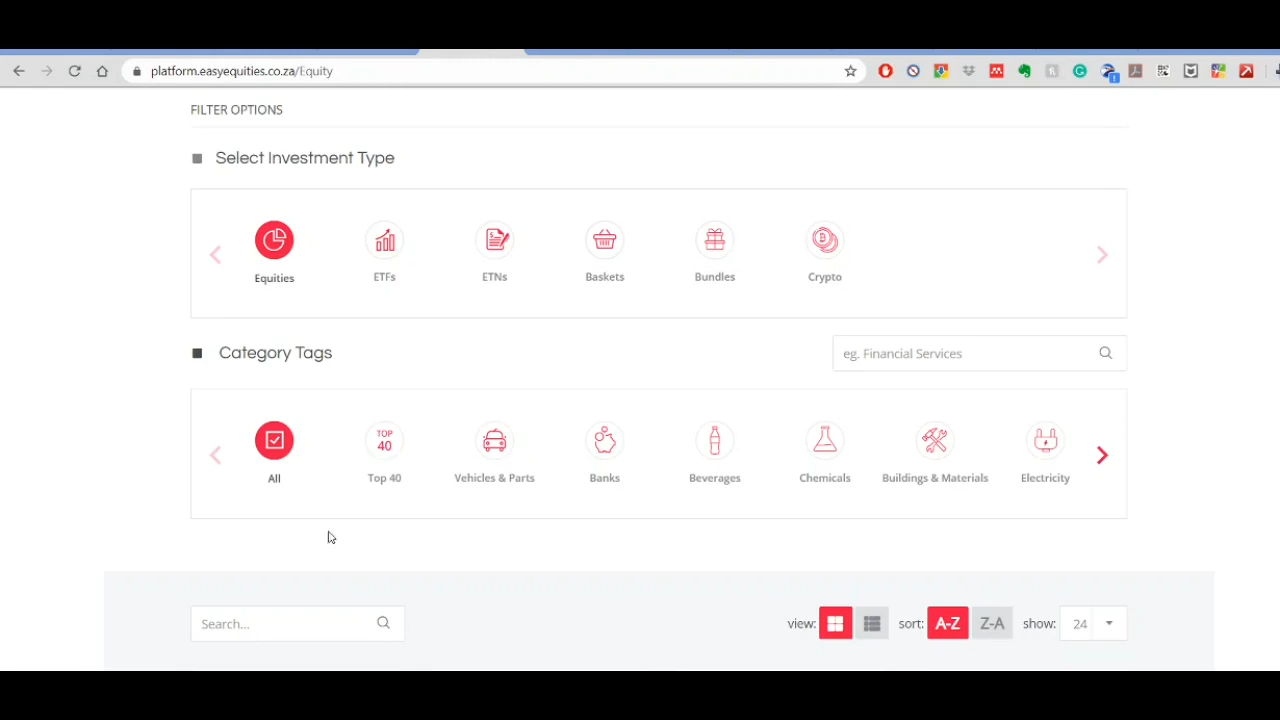 platform.easyequities.co.za/Equity
1
FILTER OPTIONS
Select Investment Type
Equities ETFs ETNs Baskets Bundles Crypto
Category Tags
eg. Financial Services
TOP
40
All Top 40 Vehicles & Parts Banks Beverages Chemicals Buildings & Materials Electricity
Search... view: sort: A-Z Z-A show: 24